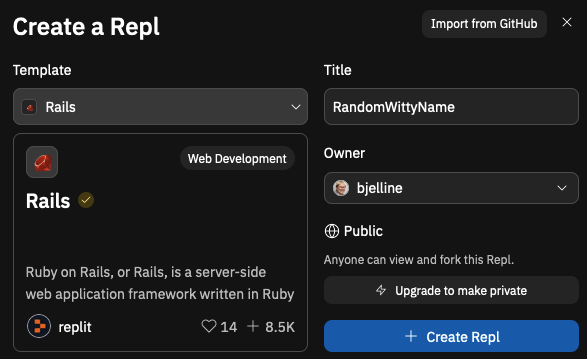 Create a Repl
Import from GitHub
Template
Rails
Web Development
Rails
Ruby on Rails, or Rails, is a server-side
web application framework written in Ruby
replit
14
8.5K
Title
RandomWittyName
Owner
bjelline
Public
Anyone can view and fork this Repl.
Upgrade to make private
+ Create Repl